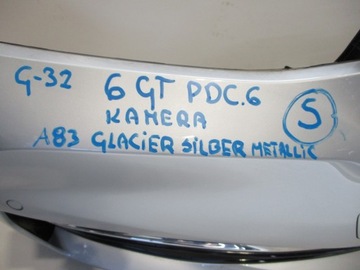 G-32 6 GT PDC.6
KAMERA S
A83 GLACIER SILBER METALLIC